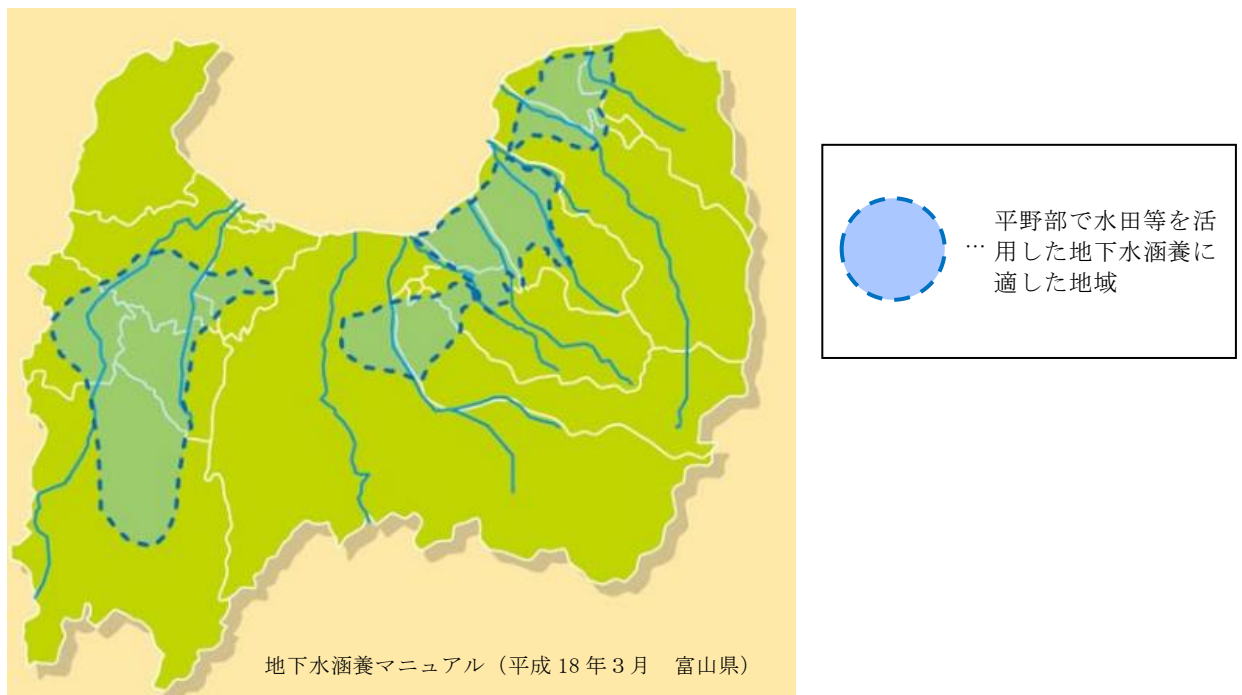 平野部で水田等を活
… 用した地下水涵養に
適した地域
地下水涵養マニュアル（平成 18 年３月　富山県）